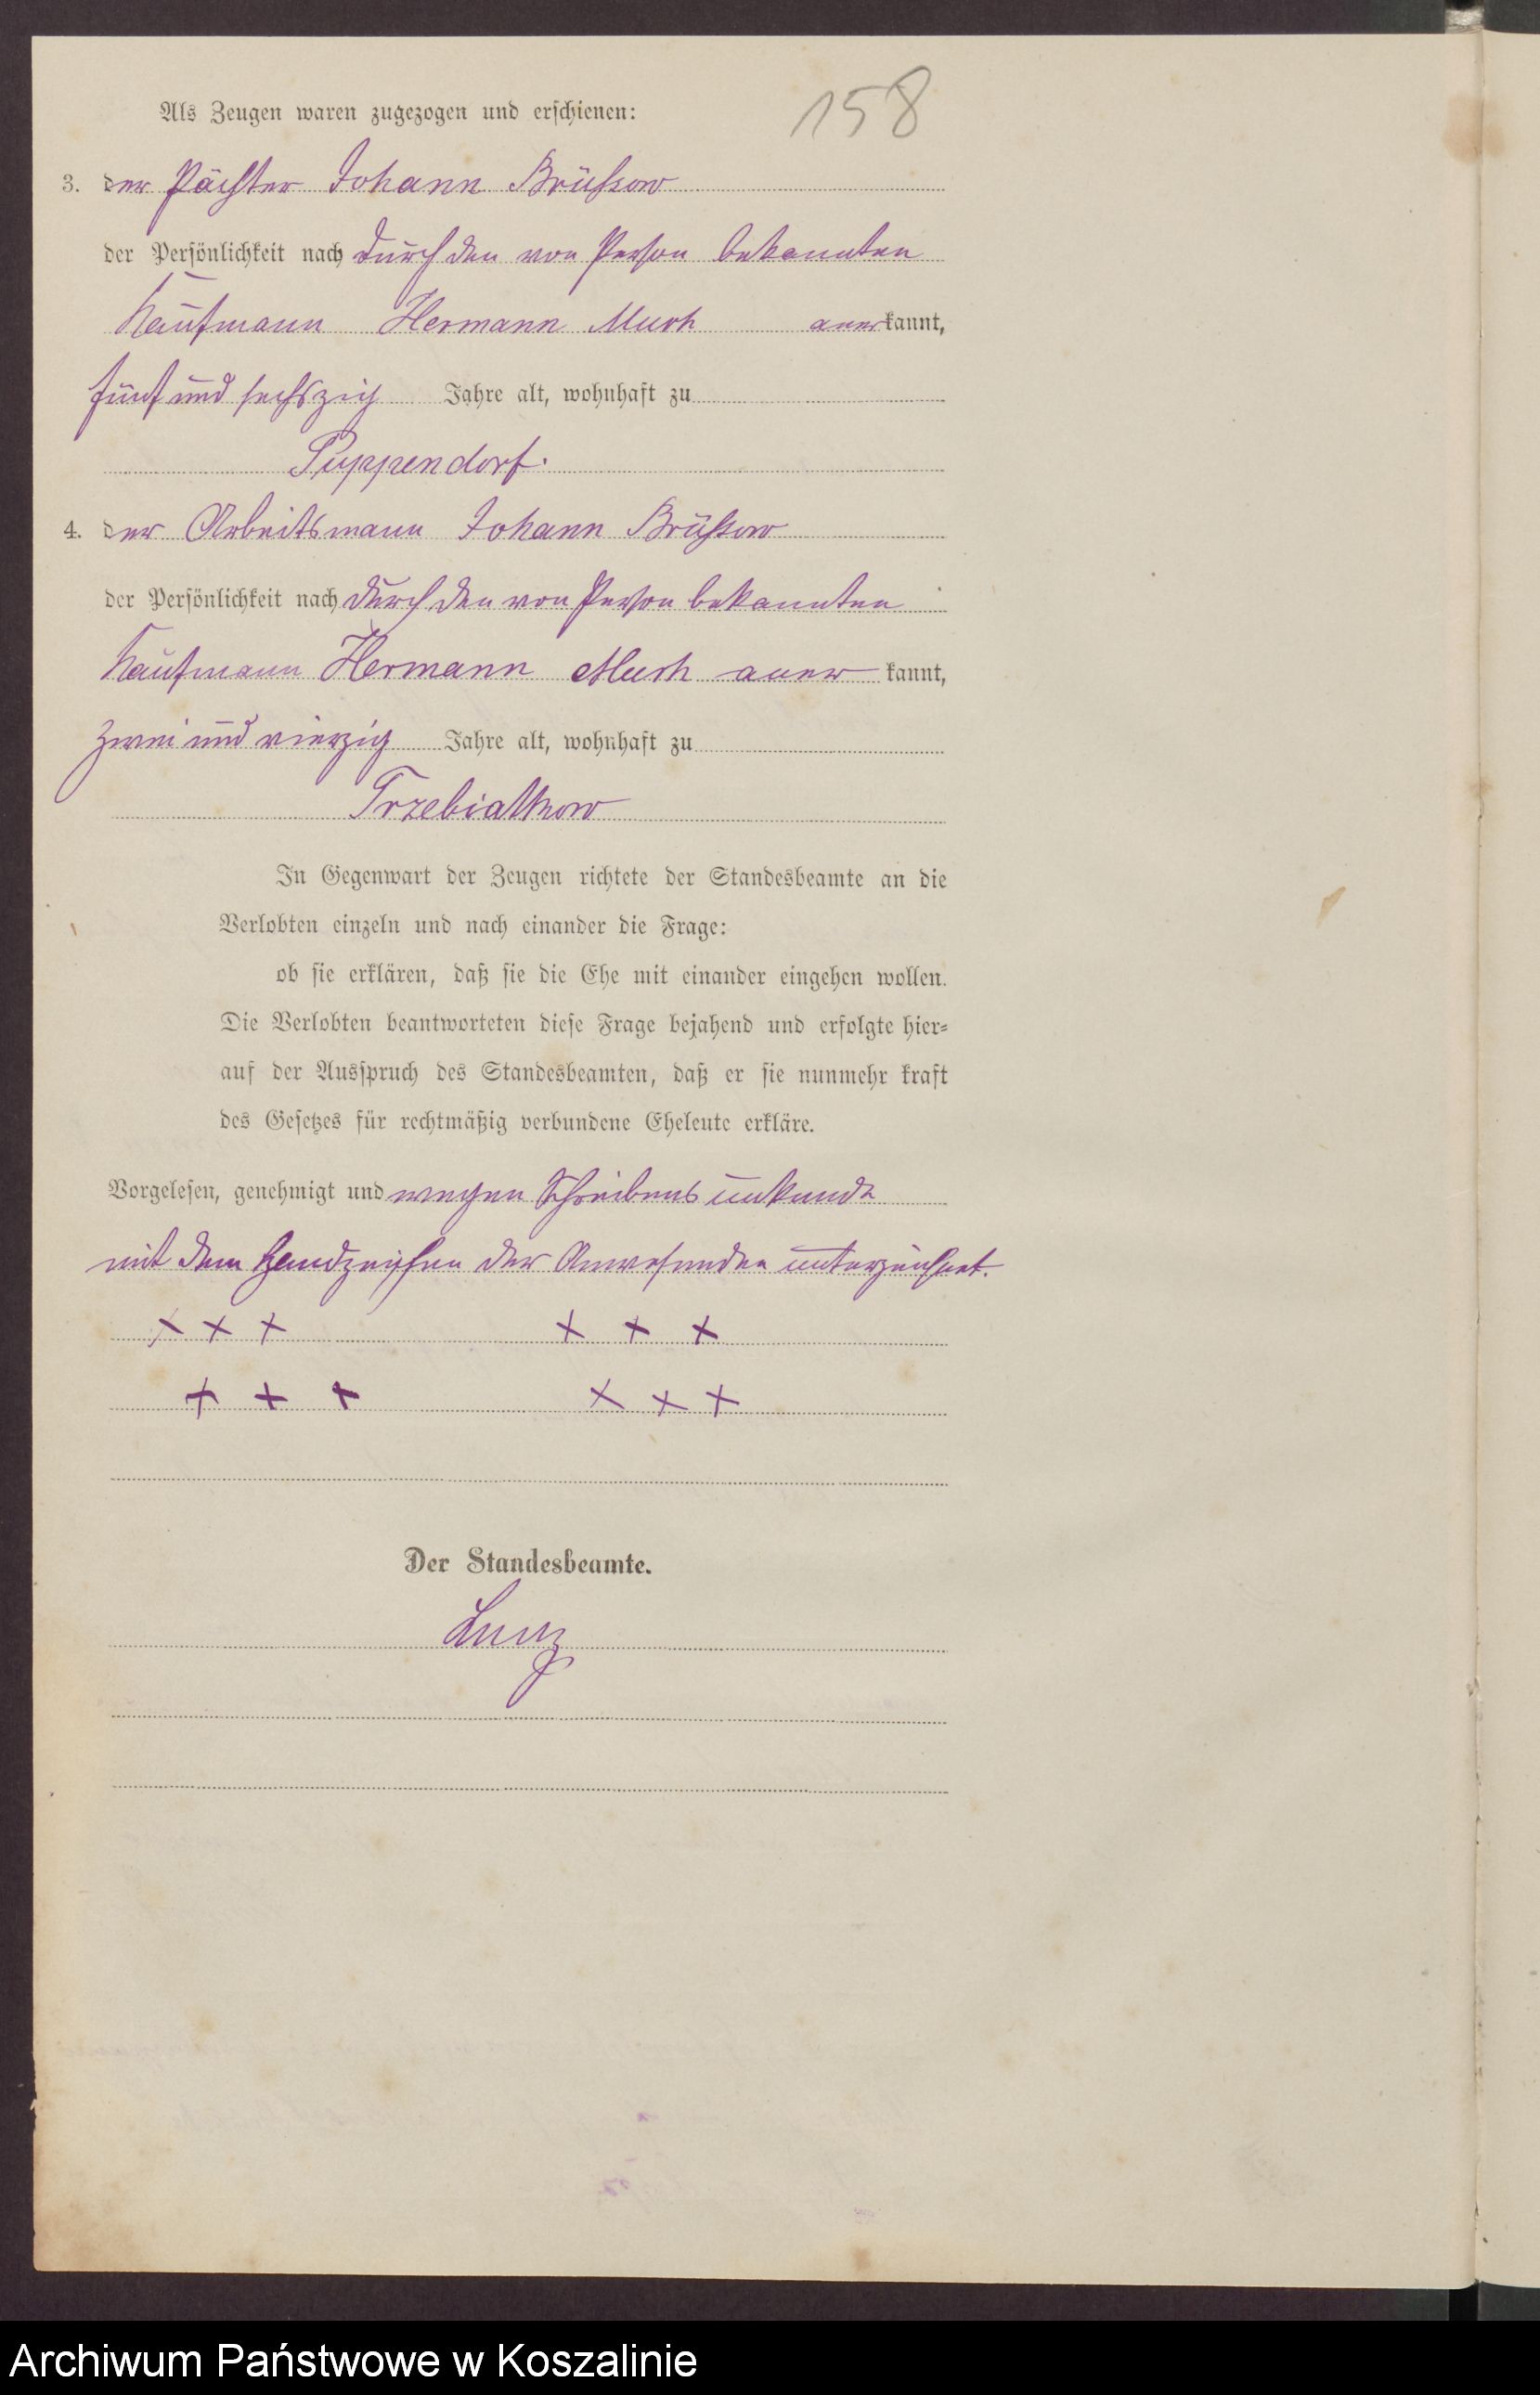 158
Als Zeugen waren zugezogen und erschienen:
3. der Pächter Johann Brüssow
der Persönlichkeit nach durch den von Person bekannten
Kaufmann Hermann Much anerkannt,
fünf und sechszig Jahre alt, wohnhaft zu
Puppendorf.
4. der Arbeitsmann Johann Brüssow
der Persönlichkeit nach durch den von Person bekannten
Kaufmann Hermann Much anerkannt,
zwei und vierzig Jahre alt, wohnhaft zu
Trzebiatkow
In Gegenwart der Zeugen richtete der Standesbeamte an die
Verlobten einzeln und nach einander die Frage:
ob sie erklären, daß sie die Ehe mit einander eingehen wollen.
Die Verlobten beantworteten diese Frage bejahend und erfolgte hier-
auf der Ausspruch des Standesbeamten, daß er sie nunmehr kraft
des Gesetzes für rechtmäßig verbundene Eheleute erkläre.
Vorgelesen, genehmigt und wegen Schreibens unkunde
mit dem Handzeichen der Anwesenden unterzeichnet.
+ + + + + +
+ + + + + +
Der Standesbeamte.
Archiwum Państwowe w Koszalinie